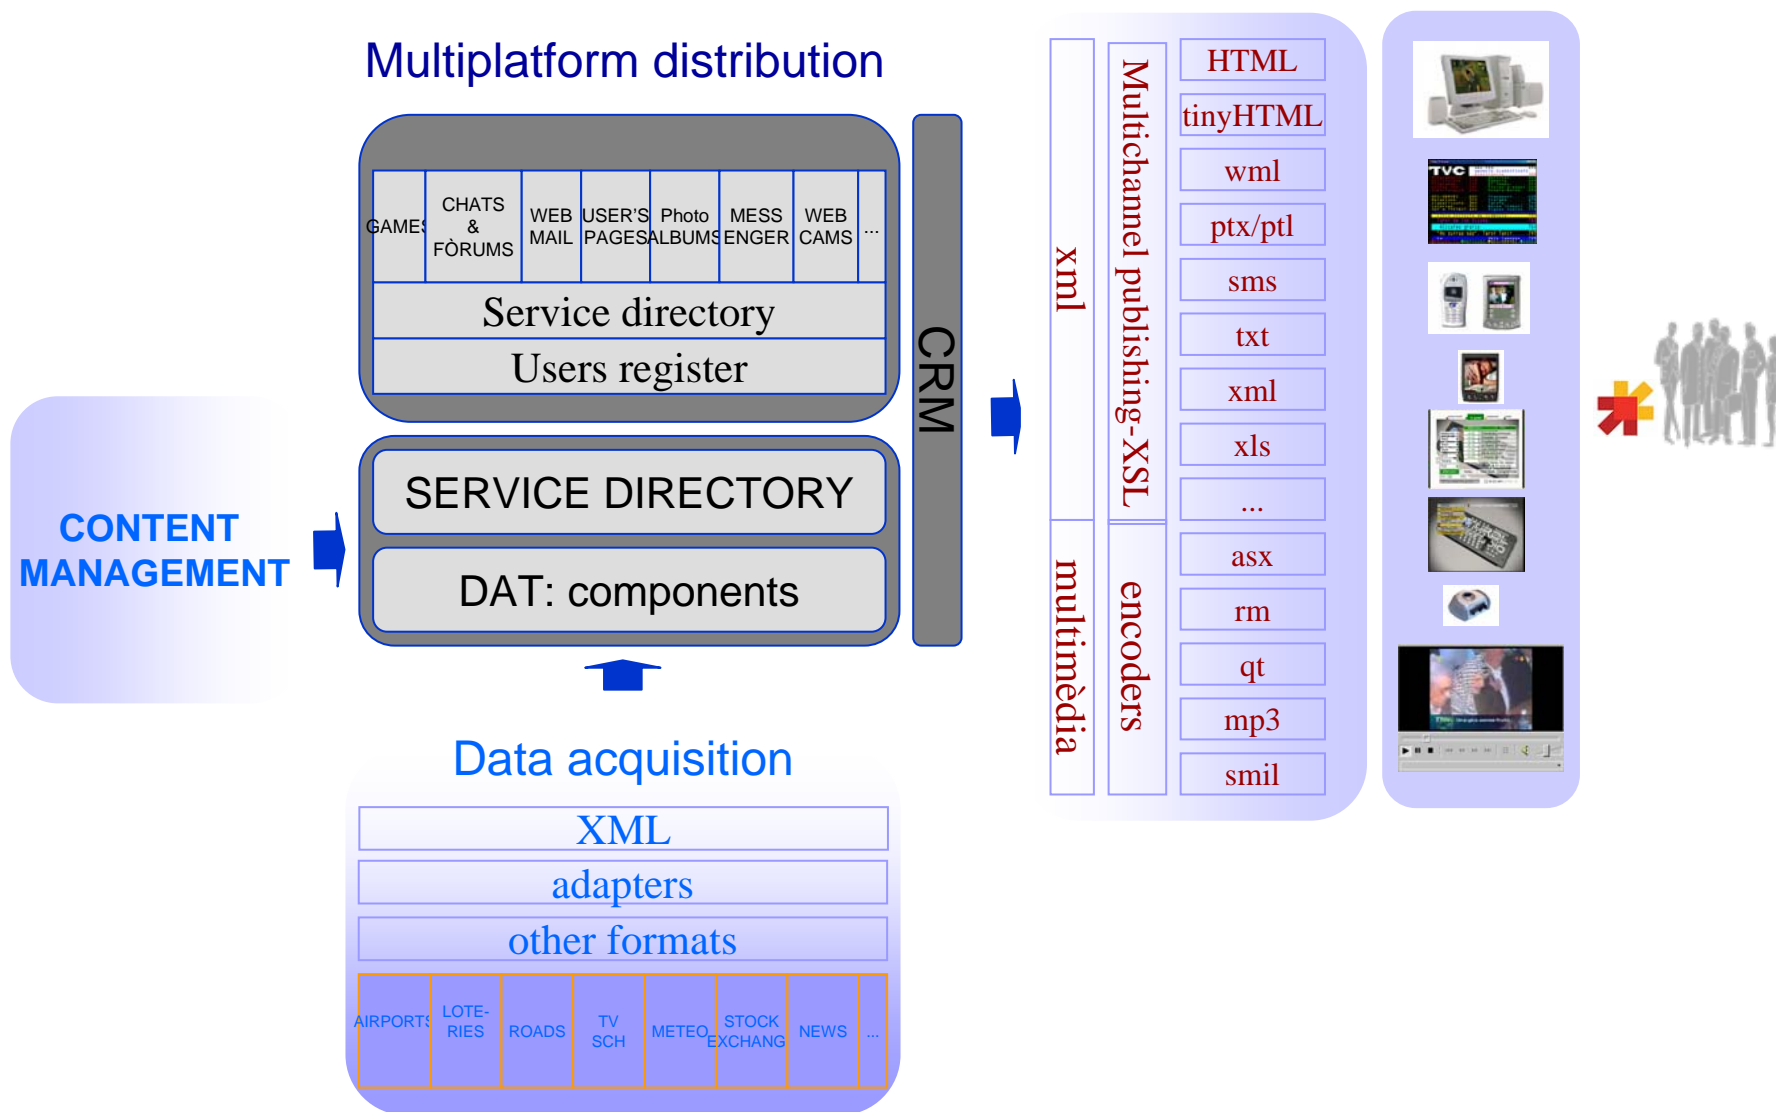 Multiplatform distribution
GAMES
CHATS
&
FÒRUMS
WEB
MAIL
USER'S
PAGES
Photo
ALBUMS
MESS
ENGER
WEB
CAMS
...
Service directory
Users register
CRM
SERVICE DIRECTORY
DAT: components
CONTENT
MANAGEMENT
Data acquisition
XML
adapters
other formats
AIRPORTS
LOTE-
RIES
ROADS
TV
SCH
METEO
STOCK
EXCHANG
NEWS
...
xml
multimèdia
Multichannel publishing-XSL
encoders
HTML
tinyHTML
wml
ptx/ptl
sms
txt
xml
xls
...
asx
rm
qt
mp3
smil
TVC